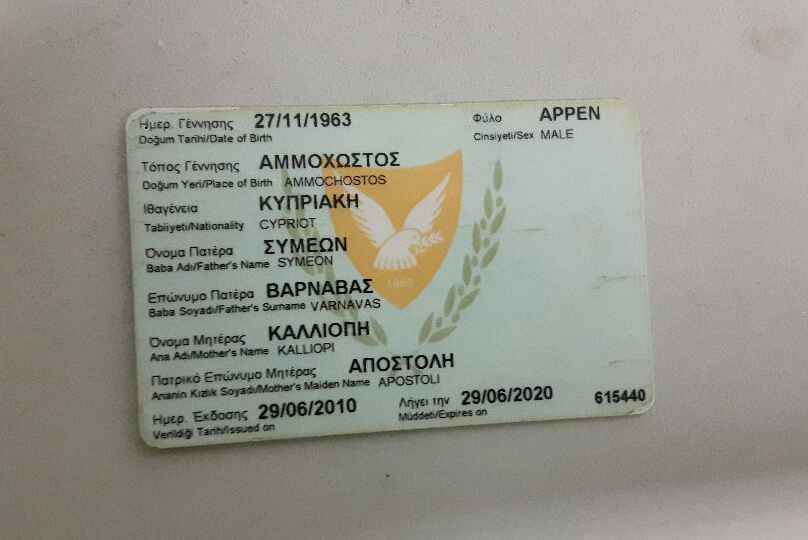 Ημερ. Γέννησης 27/11/1963 Φύλο ΑΡΡΕΝ
Doğum Tarihi/Date of Birth Cinsiyeti/Sex MALE
Τόπος Γέννησης ΑΜΜΟΧΩΣΤΟΣ
Doğum Yeri/Place of Birth AMMOCHOSTOS
Ιθαγένεια ΚΥΠΡΙΑΚΗ
Tabiiyeti/Nationality CYPRIOT
Όνομα Πατέρα ΣΥΜΕΩΝ
Baba Adı/Father's Name SYMEON
1960
Επώνυμο Πατέρα ΒΑΡΝΑΒΑΣ
Baba Soyadı/Father's Surname VARNAVAS
Όνομα Μητέρας ΚΑΛΛΙΟΠΗ
Ana Adı/Mother's Name KALLIOPI
Πατρικό Επώνυμο Μητέρας ΑΠΟΣΤΟΛΗ
Ananin Kızlık Soyadı/Mother's Maiden Name APOSTOLI
Ημερ. Εκδοσης 29/06/2010 Λήγει την 29/06/2020 615440
Verildiği Tarih/Issued on Müddeti/Expires on